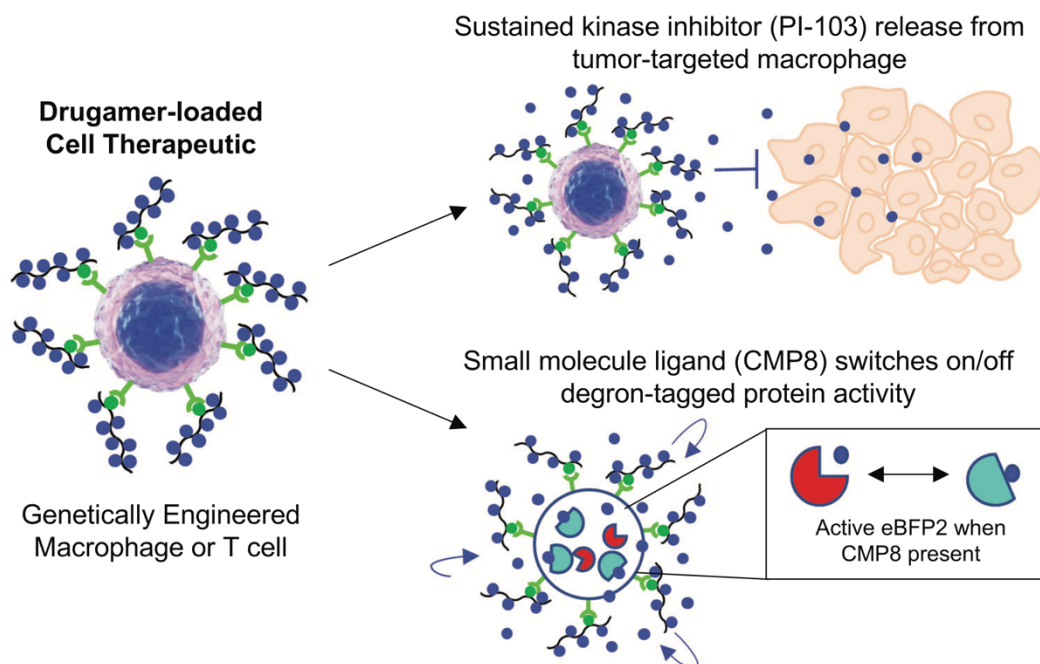 Drugamer-loaded
Cell Therapeutic
Genetically Engineered
Macrophage or T cell
Sustained kinase inhibitor (PI-103) release from
tumor-targeted macrophage
Small molecule ligand (CMP8) switches on/off
degron-tagged protein activity
Active eBFP2 when
CMP8 present